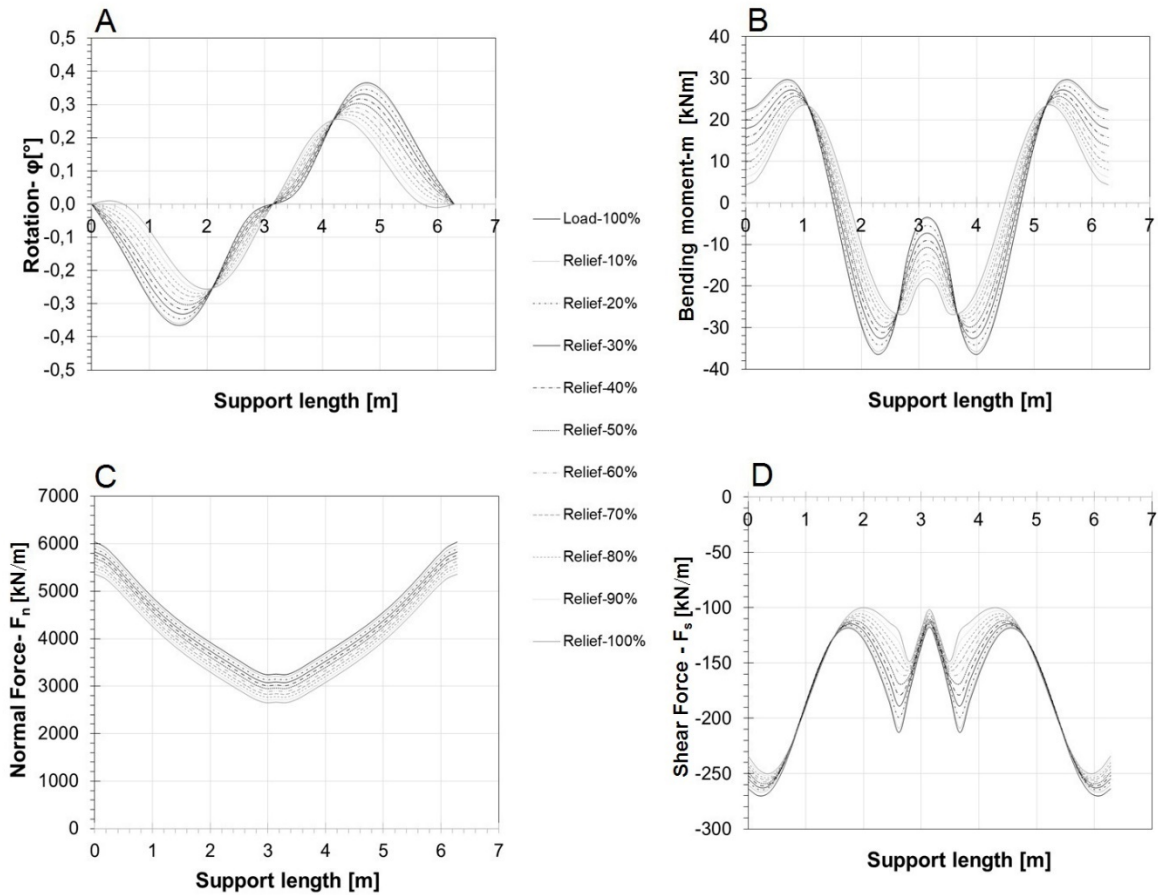 A
Rotation- φ[°]
0,5
0,4
0,3
0,2
0,1
0,0
-0,1
-0,2
-0,3
-0,4
-0,5
0 1 2 3 4 5 6 7
Support length [m]
B
Bending moment-m [kNm]
40
30
20
10
0
-10
-20
-30
-40
0 1 2 3 4 5 6 7
Support length [m]
Load-100%
Relief-10%
Relief-20%
Relief-30%
Relief-40%
Relief-50%
Relief-60%
Relief-70%
Relief-80%
Relief-90%
Relief-100%
C
Normal Force- Fn [kN/m]
7000
6000
5000
4000
3000
2000
1000
0
0 1 2 3 4 5 6 7
Support length [m]
D
Shear Force - Fs [kN/m]
0
-50
-100
-150
-200
-250
-300
0 1 2 3 4 5 6 7
Support length [m]